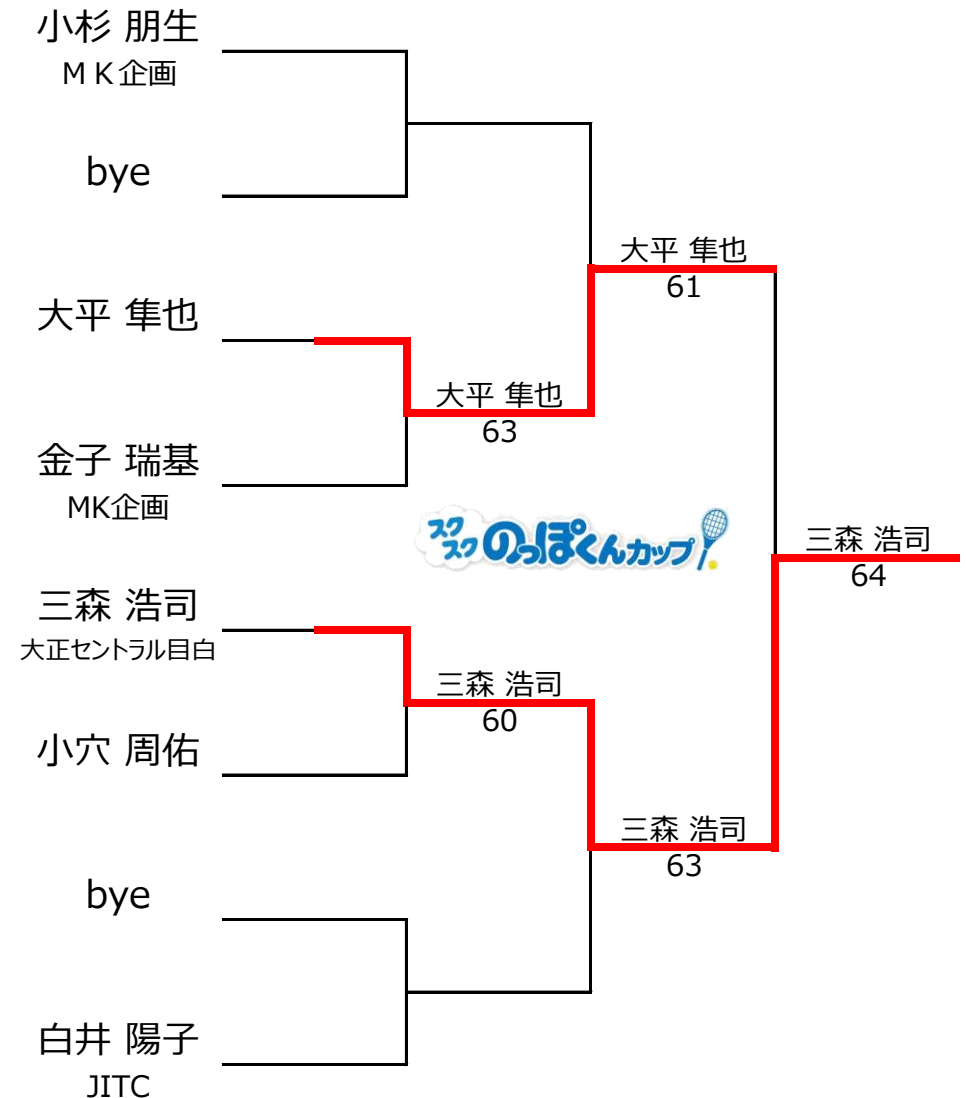 小杉 朋生
ＭＫ企画
bye
大平 隼也
61
大平 隼也
大平 隼也
63
金子 瑞基
MK企画
スクスク のっぽくんカップ
三森 浩司
64
三森 浩司
大正セントラル目白
三森 浩司
60
小穴 周佑
三森 浩司
63
bye
白井 陽子
JITC